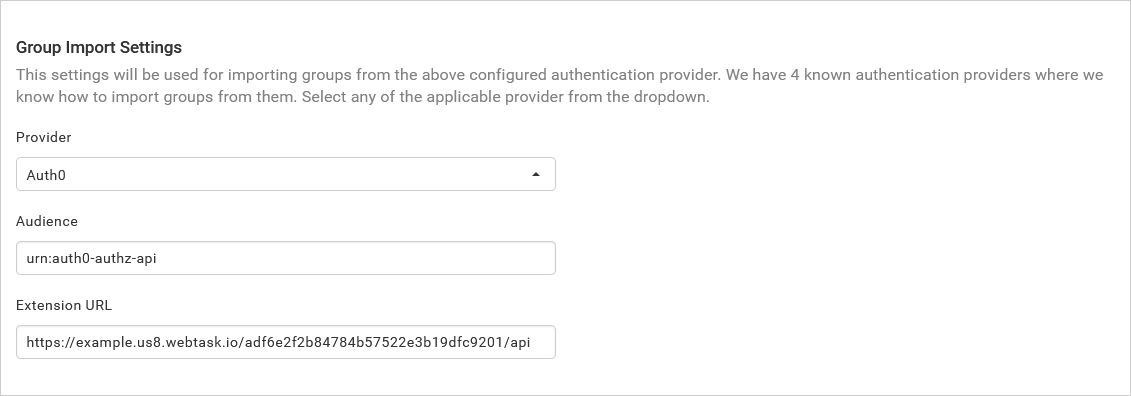 Group Import Settings
This settings will be used for importing groups from the above configured authentication provider. We have 4 known authentication providers where we
know how to import groups from them. Select any of the applicable provider from the dropdown.
Provider
Auth0
Audience
urn:auth0-authz-api
Extension URL
https://example.us8.webtask.io/adf6e2f2b84784b57522e3b19dfc9201/api